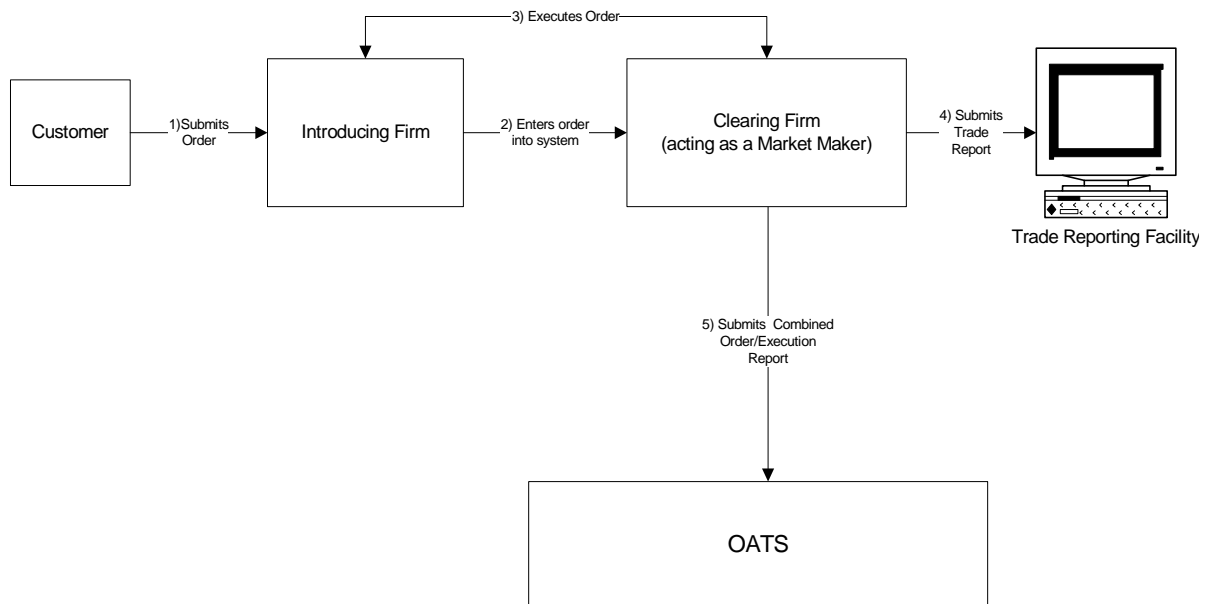 3) Executes Order
Customer
1)Submits
Order
Introducing Firm
2) Enters order
into system
Clearing Firm
(acting as a Market Maker)
4) Submits
Trade
Report
Trade Reporting Facility
5) Submits Combined
Order/Execution
Report
OATS